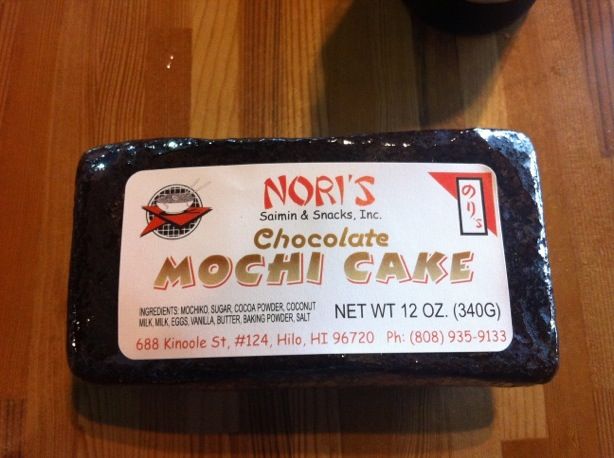 NORI'S
Saimin & Snacks, Inc.
のり's
Chocolate
MOCHI CAKE
INGREDIENTS: MOCHIKO, SUGAR, COCOA POWDER, COCONUT
MILK, MILK, EGGS, VANILLA, BUTTER, BAKING POWDER, SALT
NET WT 12 OZ. (340G)
688 Kinoole St, #124, Hilo, HI 96720 Ph: (808) 935-9133